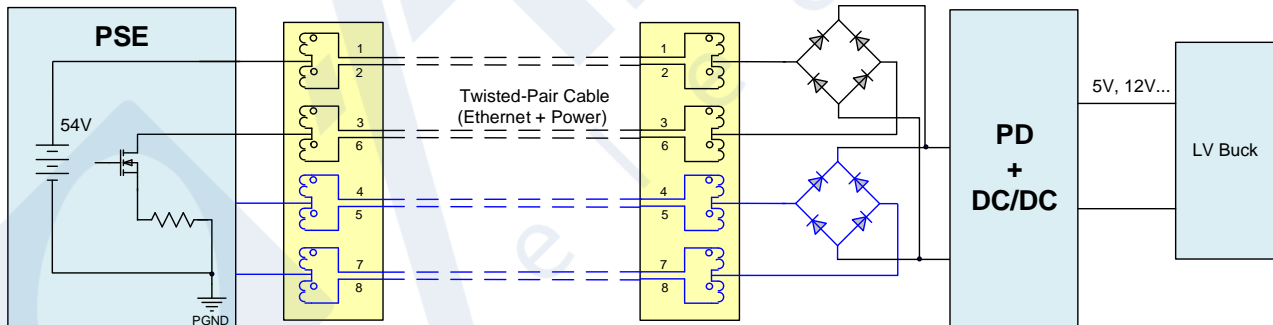 PSE
54V
PGND
1
2
3
6
4
5
7
8
Twisted-Pair Cable
(Ethernet + Power)
1
2
3
6
4
5
7
8
PD
+
DC/DC
5V, 12V...
LV Buck